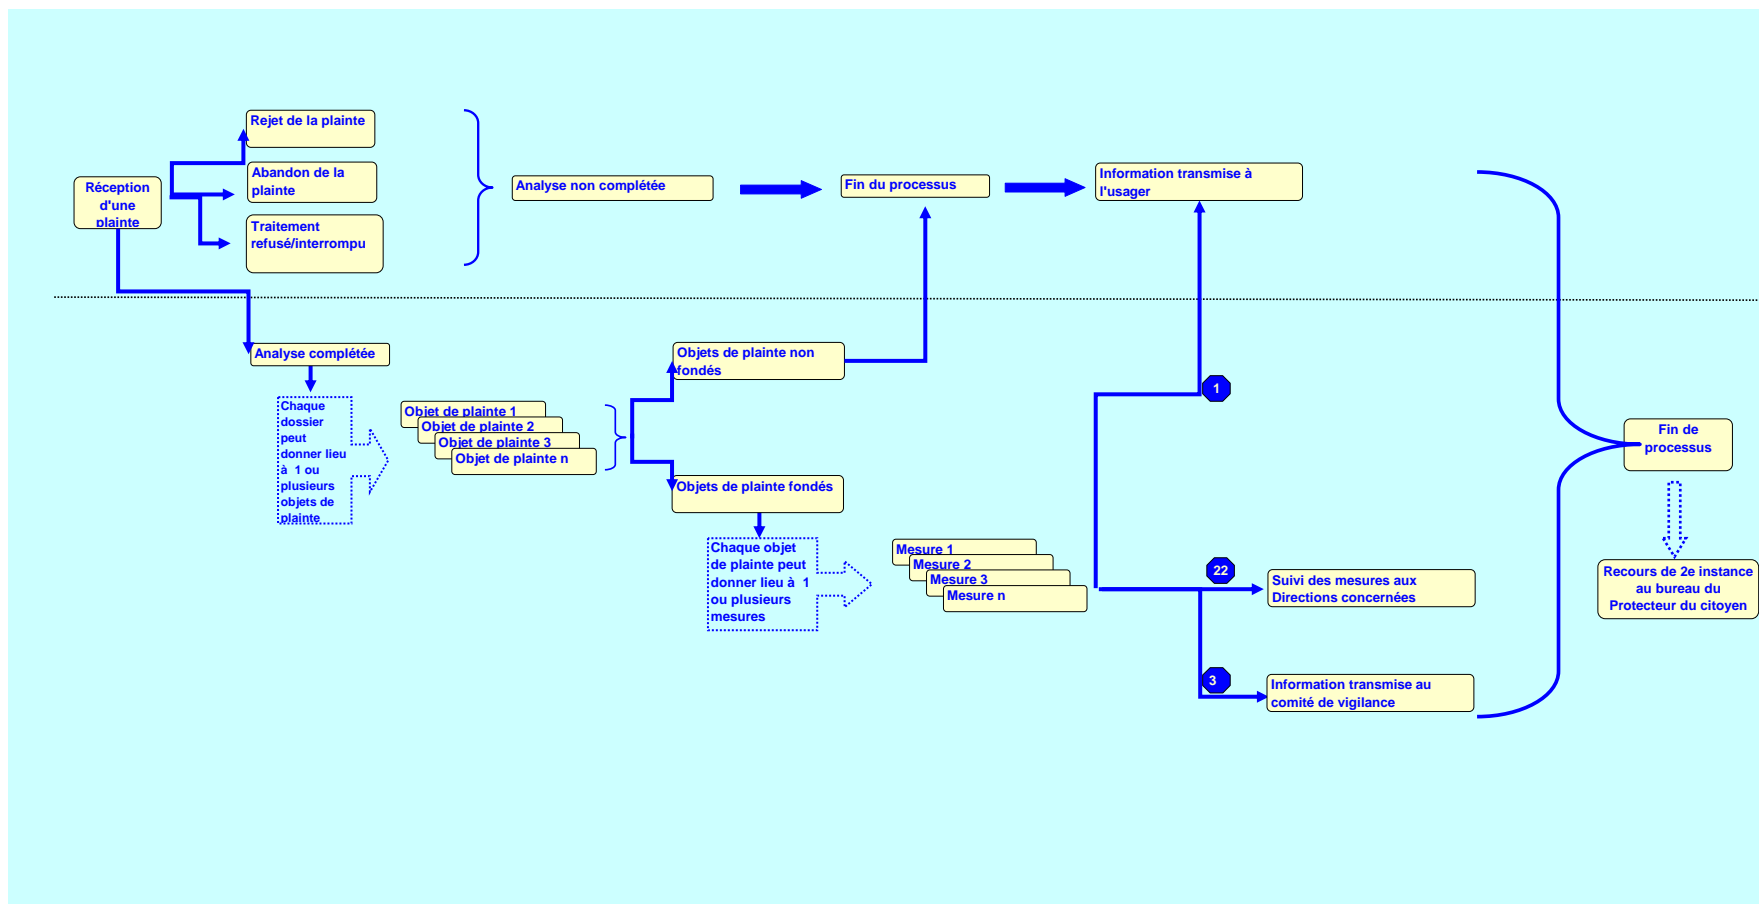 Rejet de la plainte
Abandon de la
plainte
Traitement
refusé/interrompu
Réception
d'une
plainte
Analyse non complétée
Fin du processus
Information transmise à
l'usager
Analyse complétée
Chaque
dossier
peut
donner lieu
à 1 ou
plusieurs
objets de
plainte
Objet de plainte 1
Objet de plainte 2
Objet de plainte 3
Objet de plainte n
Objets de plainte non
fondés
Objets de plainte fondés
Chaque objet
de plainte peut
donner lieu à 1
ou plusieurs
mesures
Mesure 1
Mesure 2
Mesure 3
Mesure n
1
22
3
Suivi des mesures aux
Directions concernées
Information transmise au
comité de vigilance
Fin de
processus
Recours de 2e instance
au bureau du
Protecteur du citoyen